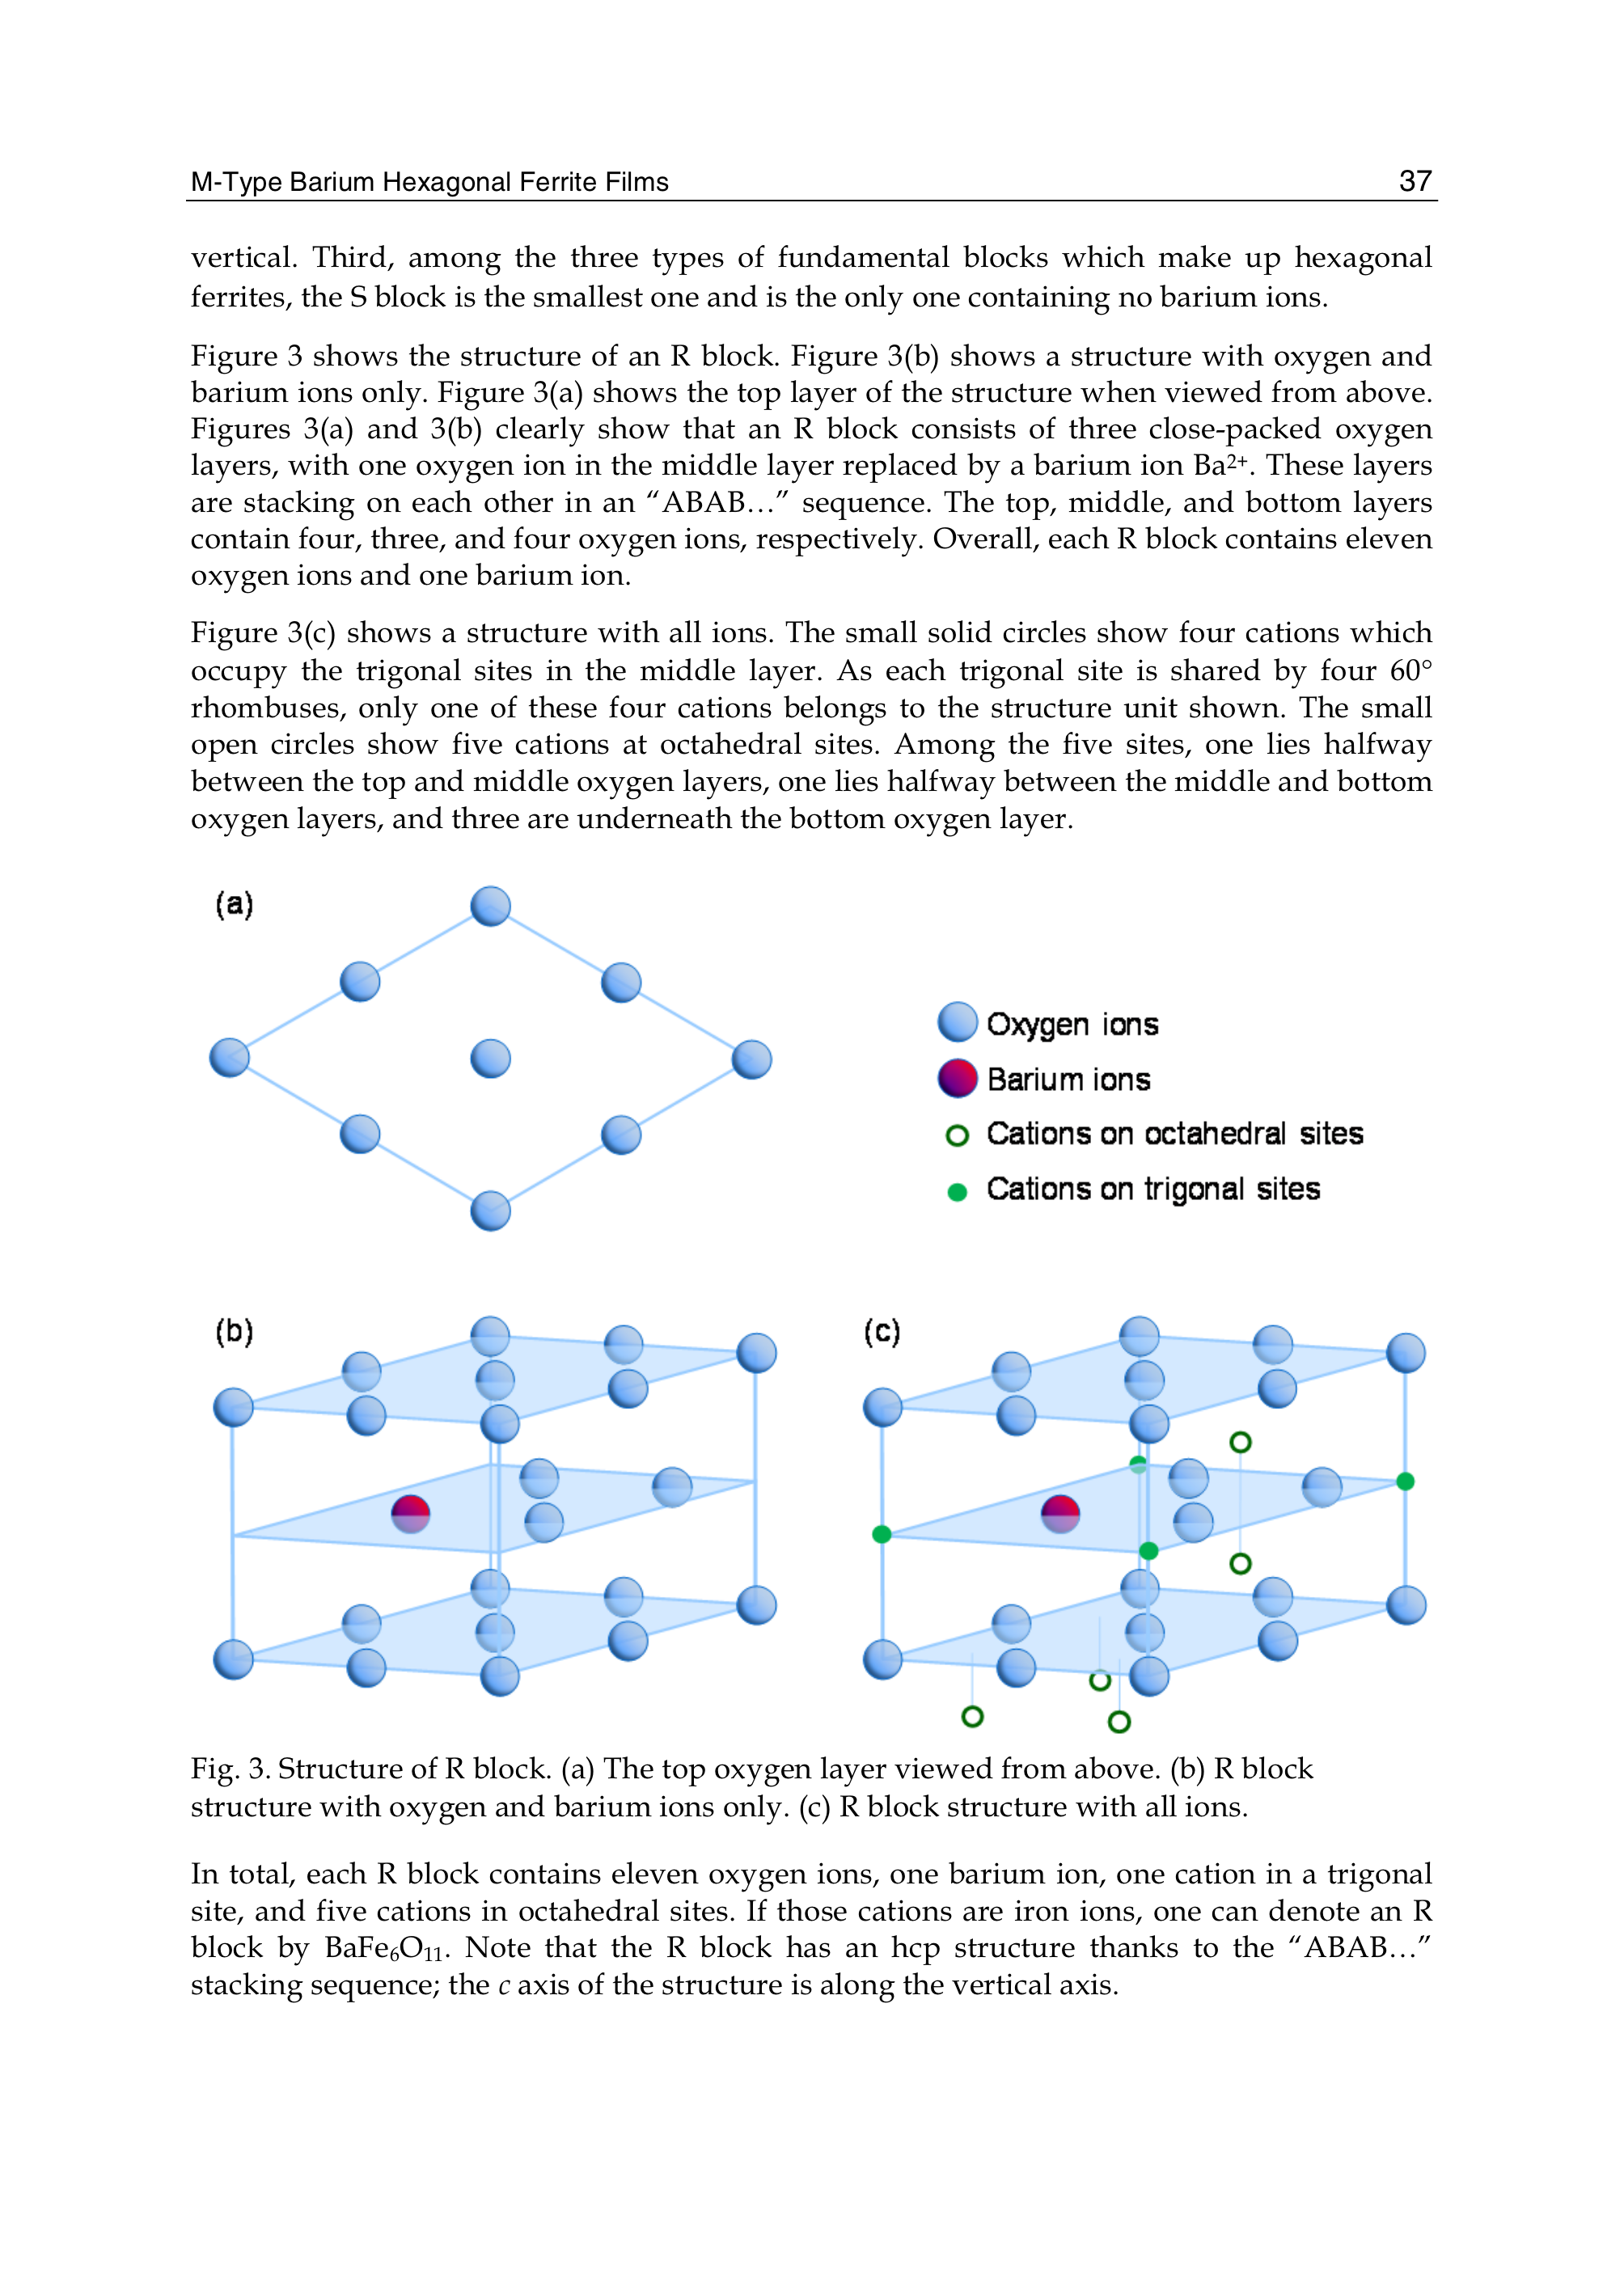 M-Type Barium Hexagonal Ferrite Films 37
vertical. Third, among the three types of fundamental blocks which make up hexagonal
ferrites, the S block is the smallest one and is the only one containing no barium ions.
Figure 3 shows the structure of an R block. Figure 3(b) shows a structure with oxygen and
barium ions only. Figure 3(a) shows the top layer of the structure when viewed from above.
Figures 3(a) and 3(b) clearly show that an R block consists of three close-packed oxygen
layers, with one oxygen ion in the middle layer replaced by a barium ion Ba²⁺. These layers
are stacking on each other in an “ABAB…” sequence. The top, middle, and bottom layers
contain four, three, and four oxygen ions, respectively. Overall, each R block contains eleven
oxygen ions and one barium ion.
Figure 3(c) shows a structure with all ions. The small solid circles show four cations which
occupy the trigonal sites in the middle layer. As each trigonal site is shared by four 60°
rhombuses, only one of these four cations belongs to the structure unit shown. The small
open circles show five cations at octahedral sites. Among the five sites, one lies halfway
between the top and middle oxygen layers, one lies halfway between the middle and bottom
oxygen layers, and three are underneath the bottom oxygen layer.
(a)
Oxygen ions
Barium ions
Cations on octahedral sites
Cations on trigonal sites
(b)
(c)
Fig. 3. Structure of R block. (a) The top oxygen layer viewed from above. (b) R block
structure with oxygen and barium ions only. (c) R block structure with all ions.
In total, each R block contains eleven oxygen ions, one barium ion, one cation in a trigonal
site, and five cations in octahedral sites. If those cations are iron ions, one can denote an R
block by BaFe₆O₁₁. Note that the R block has an hcp structure thanks to the “ABAB…”
stacking sequence; the c axis of the structure is along the vertical axis.